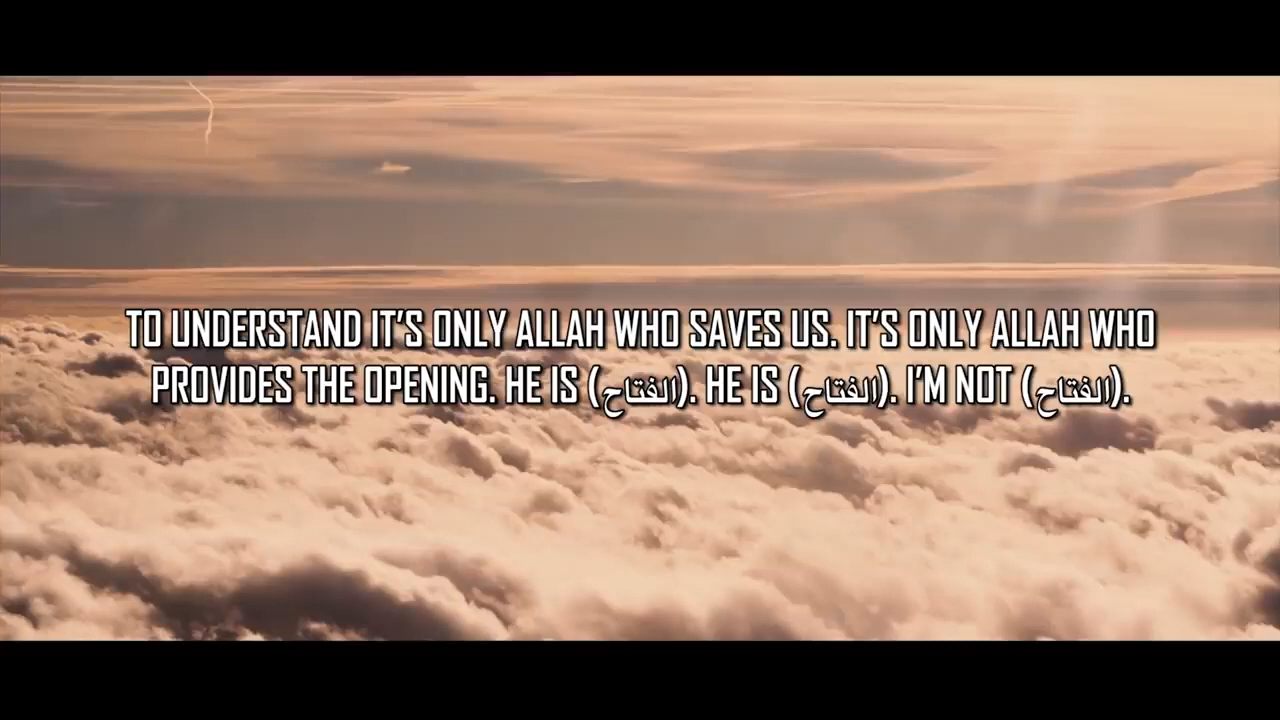 TO UNDERSTAND IT'S ONLY ALLAH WHO SAVES US. IT'S ONLY ALLAH WHO
PROVIDES THE OPENING. HE IS (الفتاح). HE IS (الفتاح). I'M NOT (الفتاح).